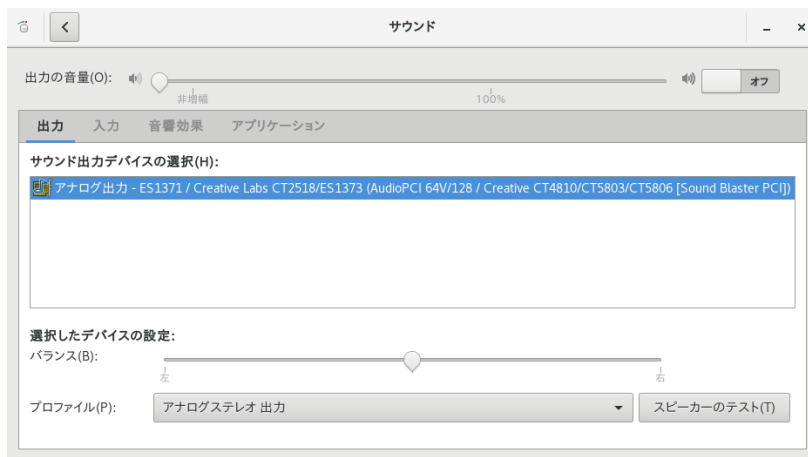 サウンド
出力の音量(O):
オフ
非増幅
100%
出力 入力 音響効果 アプリケーション
サウンド出力デバイスの選択(H):
アナログ出力 - ES1371 / Creative Labs CT2518/ES1373 (AudioPCI 64V/128 / Creative CT4810/CT5803/CT5806 [Sound Blaster PCI])
選択したデバイスの設定:
バランス(B):
左 右
プロファイル(P): アナログステレオ 出力 スピーカーのテスト(T)